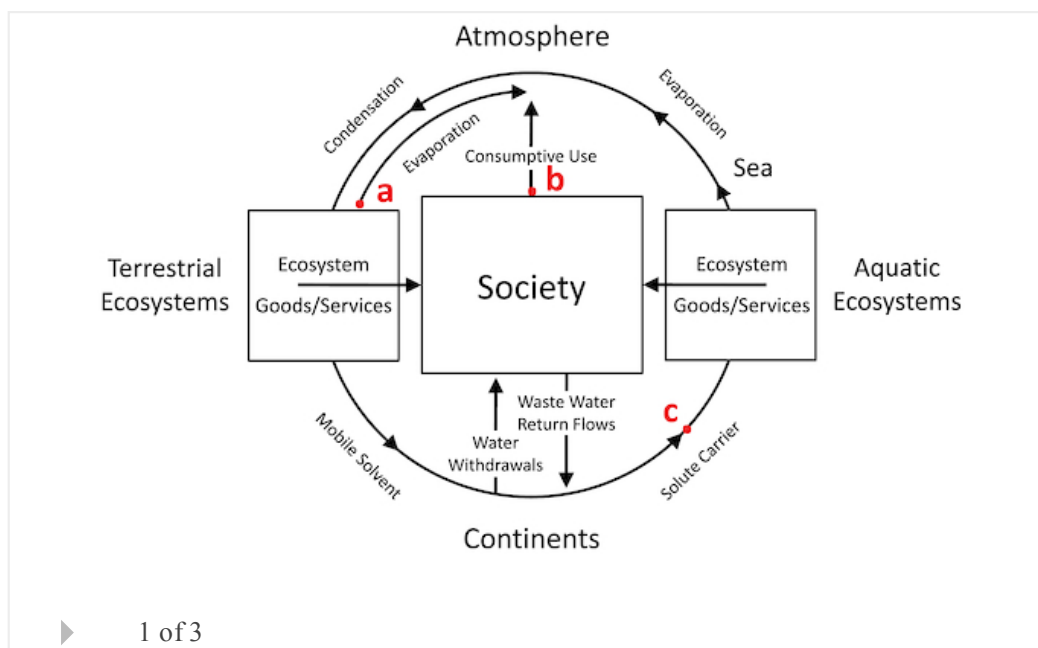 Atmosphere
Condensation
Evaporation
Evaporation
Consumptive Use
Sea
a
b
Terrestrial
Ecosystems
Ecosystem
Goods/Services
Society
Ecosystem
Goods/Services
Aquatic
Ecosystems
Mobile Solvent
Water
Withdrawals
Waste Water
Return Flows
c
Solute Carrier
Continents
1 of 3